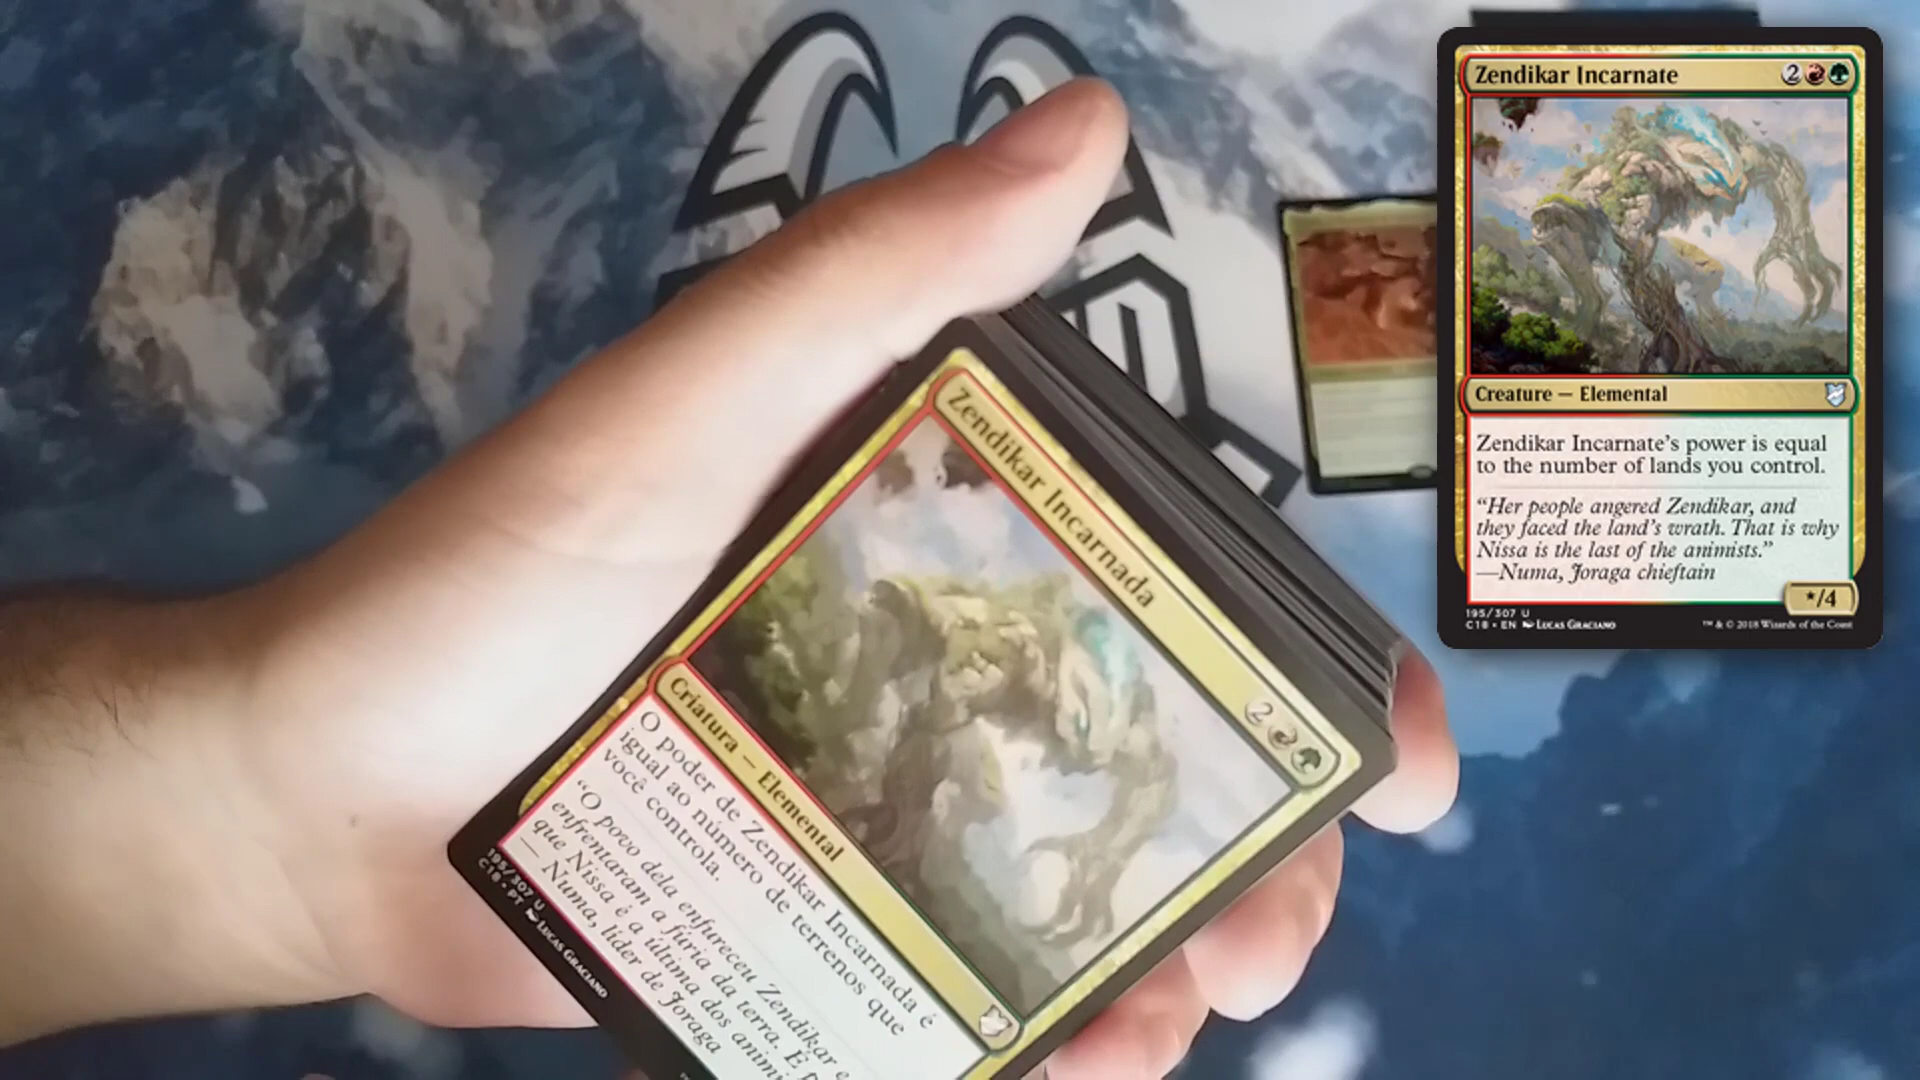 Zendikar Incarnate
2
Creature — Elemental
Zendikar Incarnate's power is equal
to the number of lands you control.
“Her people angered Zendikar, and
they faced the land's wrath. That is why
Nissa is the last of the animists.”
—Numa, Joraga chieftain
*/4
195/307 U
C18 • EN LUCAS GRACIANO
™ & © 2018 Wizards of the Coast
Zendikar Incarnada
2
Criatura — Elemental
O poder de Zendikar Incarnada é
igual ao número de terrenos que
você controla.
“O povo dela enfureceu Zendikar e
enfrentaram a fúria da terra. É
que Nissa é a última dos
— Numa, líder de Joraga
195/307 U
C18 • PT LUCAS GRACIANO